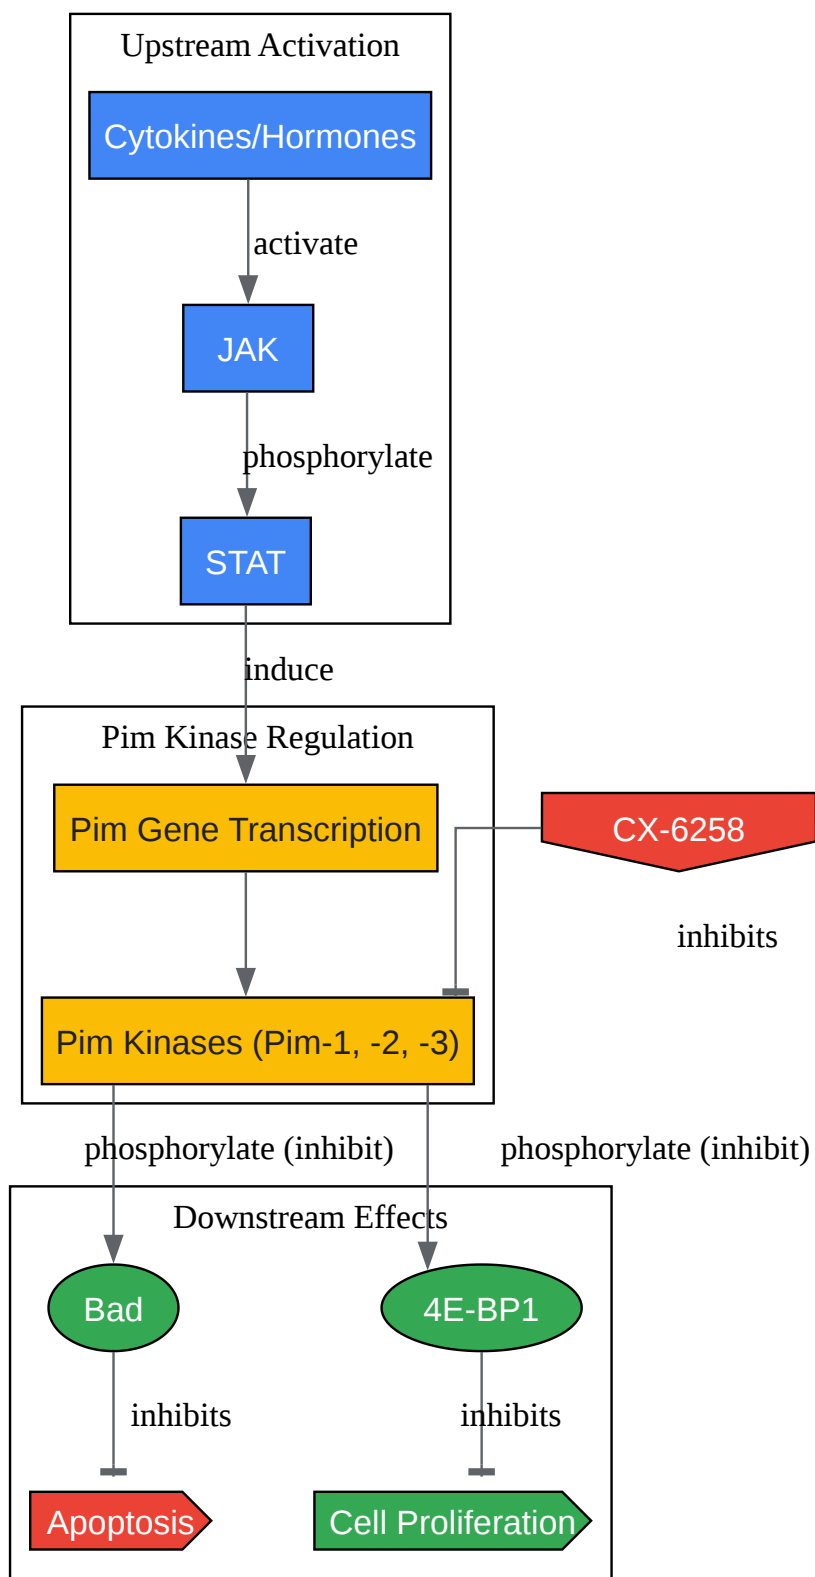 Upstream Activation
Cytokines/Hormones
activate
JAK
phosphorylate
STAT
induce
Pim Kinase Regulation
Pim Gene Transcription
CX-6258
inhibits
Pim Kinases (Pim-1, -2, -3)
phosphorylate (inhibit)
phosphorylate (inhibit)
Downstream Effects
Bad
4E-BP1
inhibits
inhibits
Apoptosis
Cell Proliferation